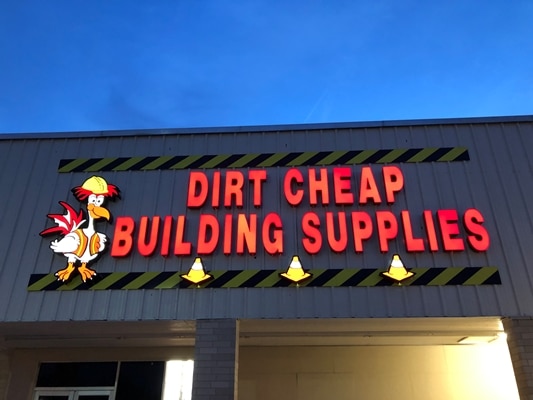 DIRT CHEAP
BUILDING SUPPLIES